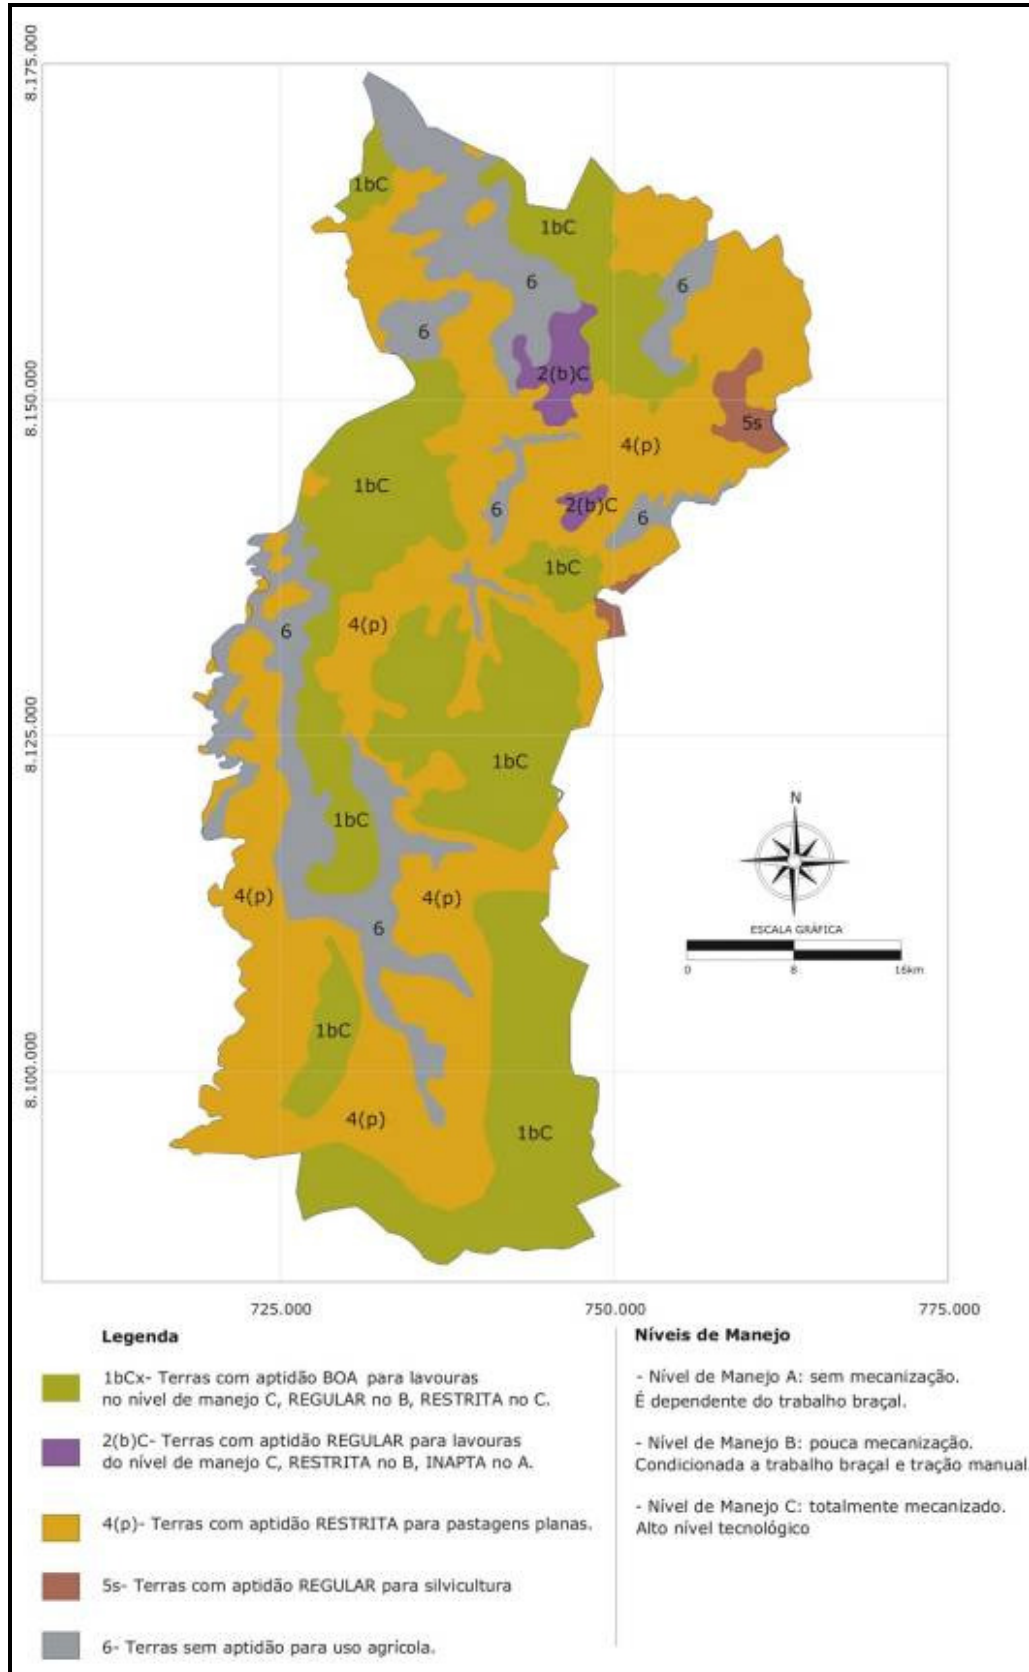 8.175.000
8.150.000
8.125.000
8.100.000
1bC
1bC
6
6
6
2(b)C
5s
4(p)
1bC
6
2(b)C
6
1bC
6
4(p)
1bC
1bC
4(p)
4(p)
6
1bC
4(p)
1bC
N
ESCALA GRÁFICA
0 8 16km
725.000 750.000 775.000
Legenda
1bCx- Terras com aptidão BOA para lavouras
no nível de manejo C, REGULAR no B, RESTRITA no C.
2(b)C- Terras com aptidão REGULAR para lavouras
do nível de manejo C, RESTRITA no B, INAPTA no A.
4(p)- Terras com aptidão RESTRITA para pastagens planas.
5s- Terras com aptidão REGULAR para silvicultura
6- Terras sem aptidão para uso agrícola.
Níveis de Manejo
- Nível de Manejo A: sem mecanização.
É dependente do trabalho braçal.
- Nível de Manejo B: pouca mecanização.
Condicionada a trabalho braçal e tração manual.
- Nível de Manejo C: totalmente mecanizado.
Alto nível tecnológico